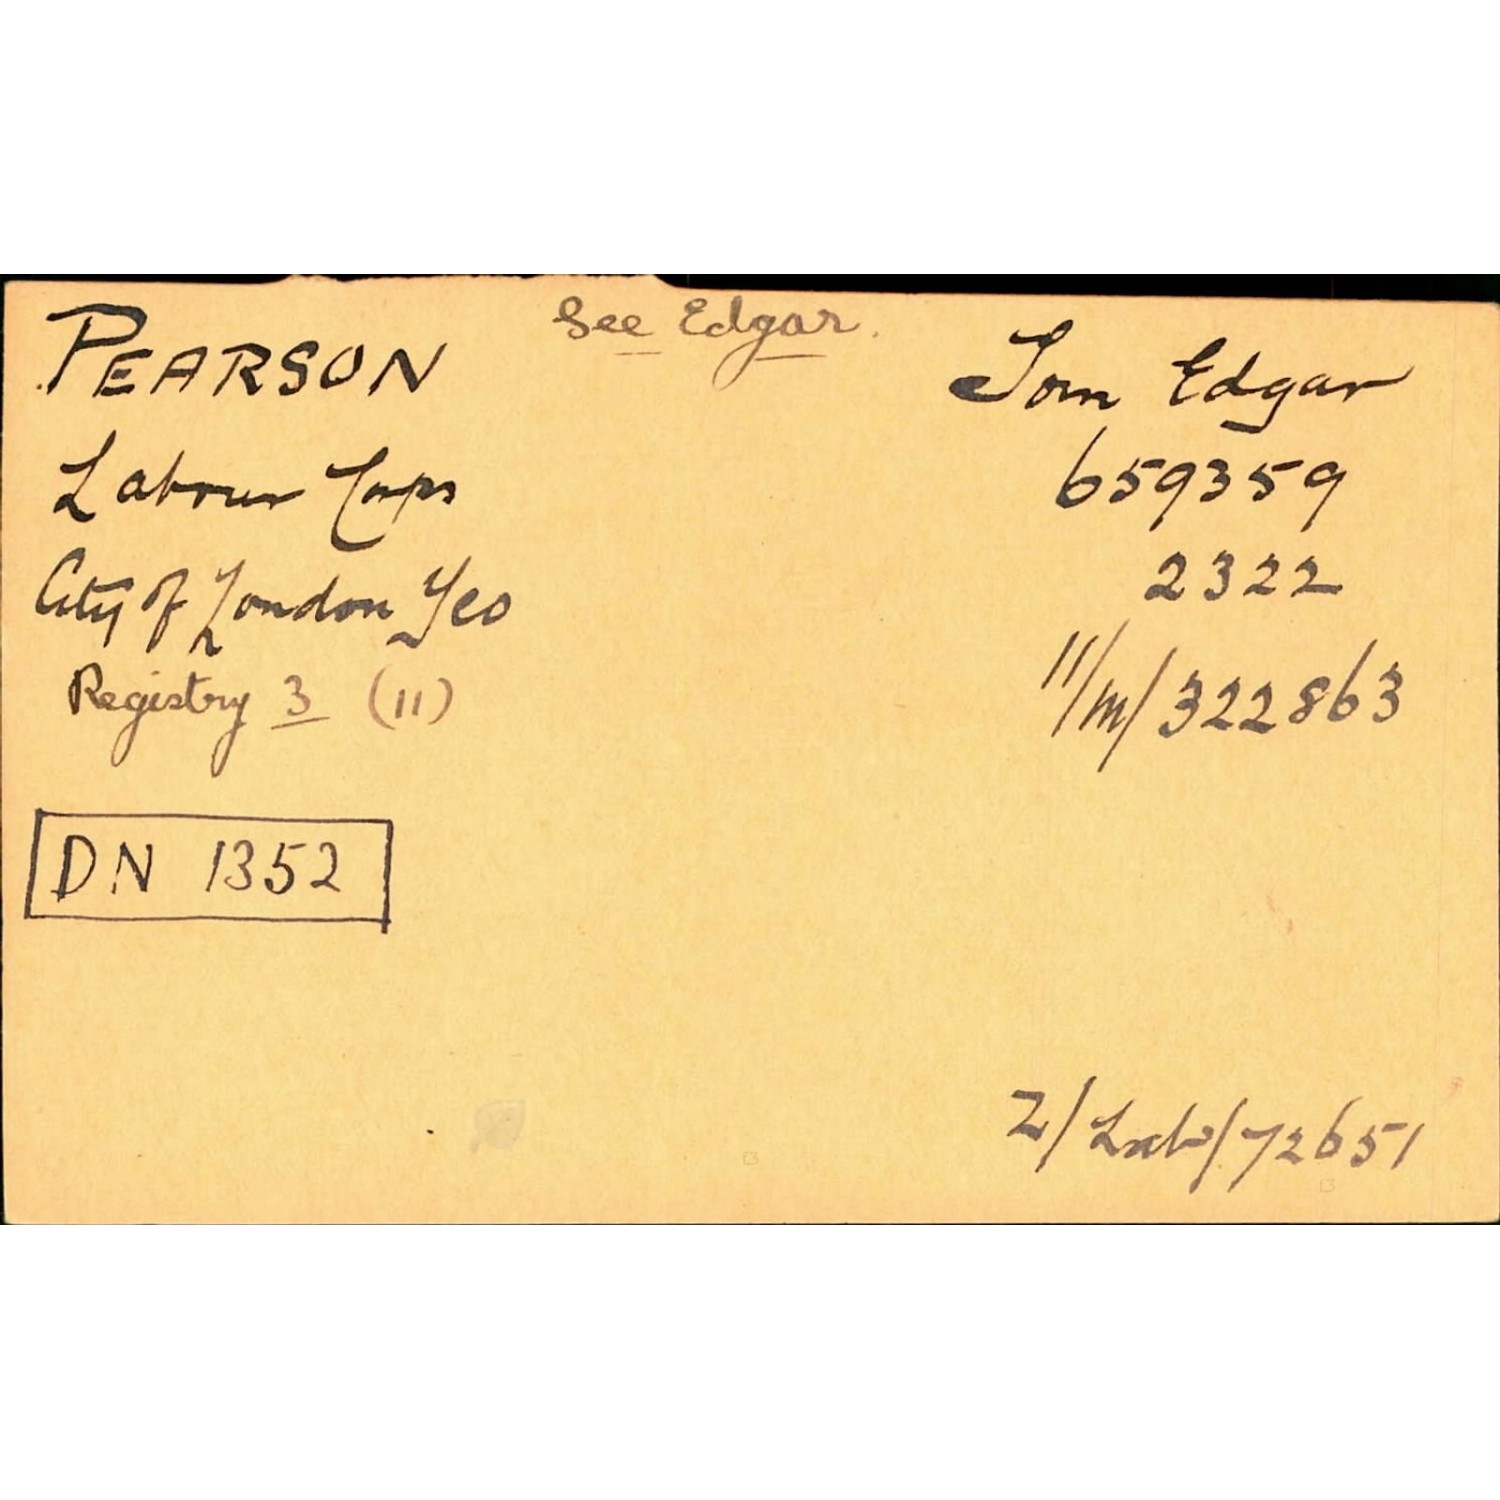 See Edgar.
PEARSON Tom Edgar
Labour Corps 659359
City of London Yeo 2322
Registry 3 (11) 11/M/322863
DN 1352
Z/Lab/72651